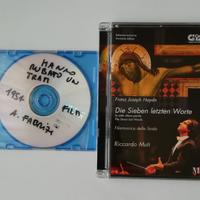 HANNO
RUBATO UN
TRAM
1954
FILM
A. FABRIZI
Franz Joseph Haydn
Die Sieben letzten Worte
Filarmonica della Scala
Riccardo Muti